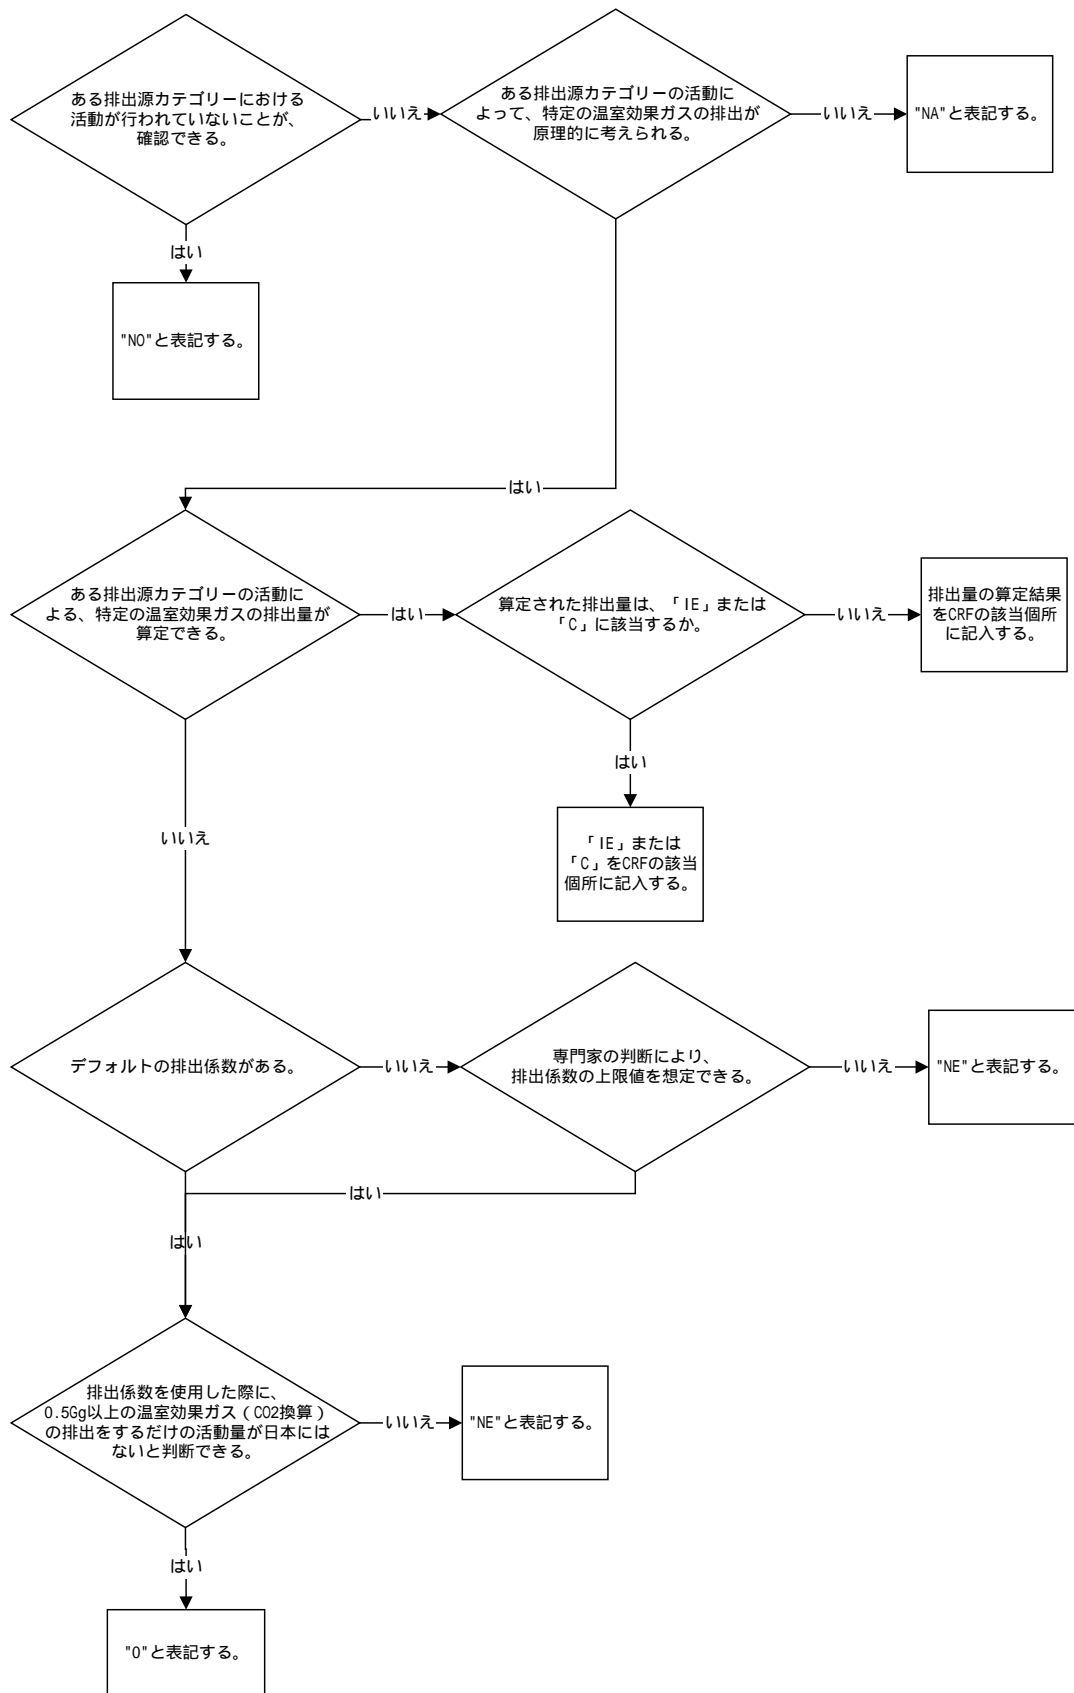 ある排出源カテゴリーにおける
活動が行われていないことが、
確認できる。
いいえ
ある排出源カテゴリーの活動に
よって、特定の温室効果ガスの排出が
原理的に考えられる。
いいえ
"NA"と表記する。
はい
"NO"と表記する。
はい
ある排出源カテゴリーの活動に
よる、特定の温室効果ガスの排出量が
算定できる。
はい
算定された排出量は、「IE」または
「C」に該当するか。
いいえ
排出量の算定結果
をCRFの該当個所
に記入する。
はい
「IE」または
「C」をCRFの該当
個所に記入する。
いいえ
デフォルトの排出係数がある。
いいえ
専門家の判断により、
排出係数の上限値を想定できる。
いいえ
"NE"と表記する。
はい
はい
排出係数を使用した際に、
0.5Gg以上の温室効果ガス(CO2換算)
の排出をするだけの活動量が日本には
ないと判断できる。
いいえ
"NE"と表記する。
はい
"0"と表記する。